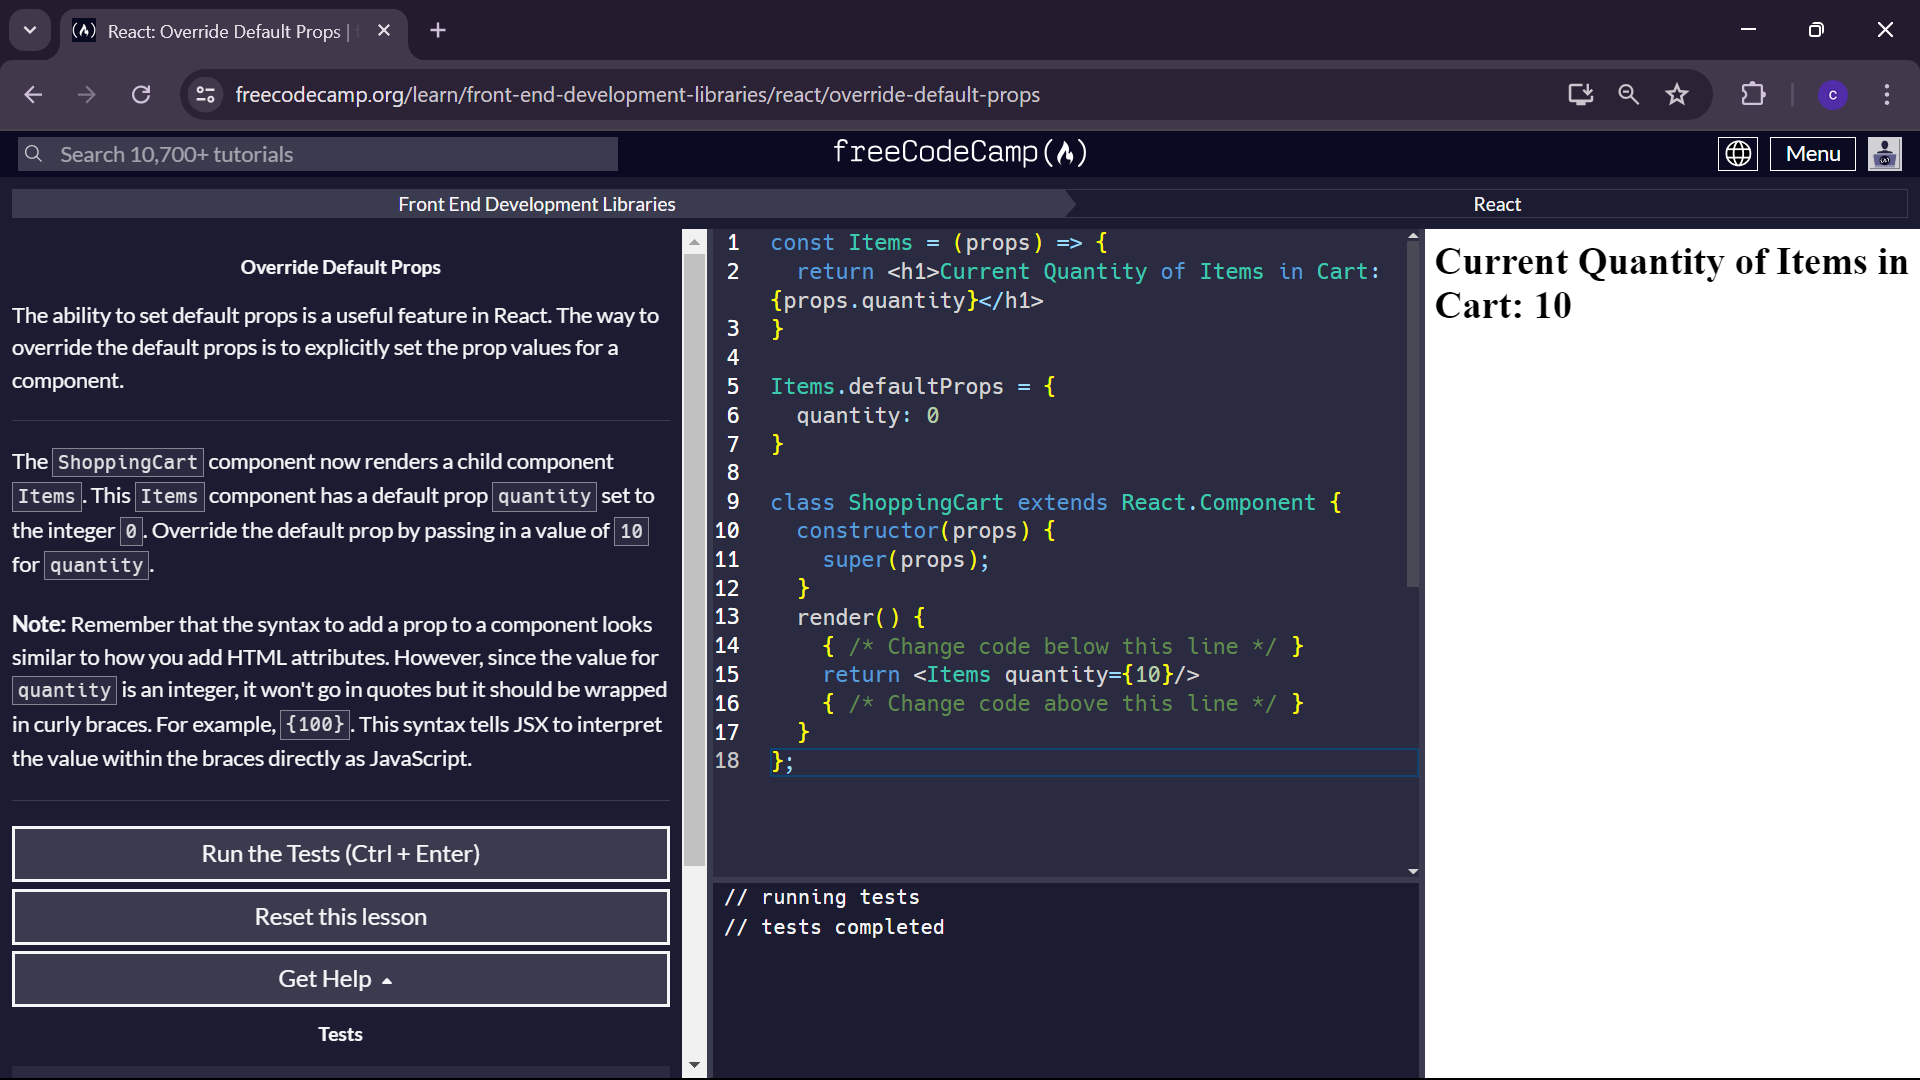 React: Override Default Props |
freecodecamp.org/learn/front-end-development-libraries/react/override-default-props
c
Search 10,700+ tutorials
freeCodeCamp
Menu
Front End Development Libraries
React
Override Default Props
The ability to set default props is a useful feature in React. The way to
override the default props is to explicitly set the prop values for a
component.
The ShoppingCart component now renders a child component
Items. This Items component has a default prop quantity set to
the integer 0. Override the default prop by passing in a value of 10
for quantity.
Note: Remember that the syntax to add a prop to a component looks
similar to how you add HTML attributes. However, since the value for
quantity is an integer, it won't go in quotes but it should be wrapped
in curly braces. For example, {100}. This syntax tells JSX to interpret
the value within the braces directly as JavaScript.
Run the Tests (Ctrl + Enter)
Reset this lesson
Get Help
Tests
1 const Items = (props) => {
2 return <h1>Current Quantity of Items in Cart:
{props.quantity}</h1>
3 }
4
5 Items.defaultProps = {
6 quantity: 0
7 }
8
9 class ShoppingCart extends React.Component {
10 constructor(props) {
11 super(props);
12 }
13 render() {
14 { /* Change code below this line */ }
15 return <Items quantity={10}/>
16 { /* Change code above this line */ }
17 }
18 };
// running tests
// tests completed
Current Quantity of Items in
Cart: 10